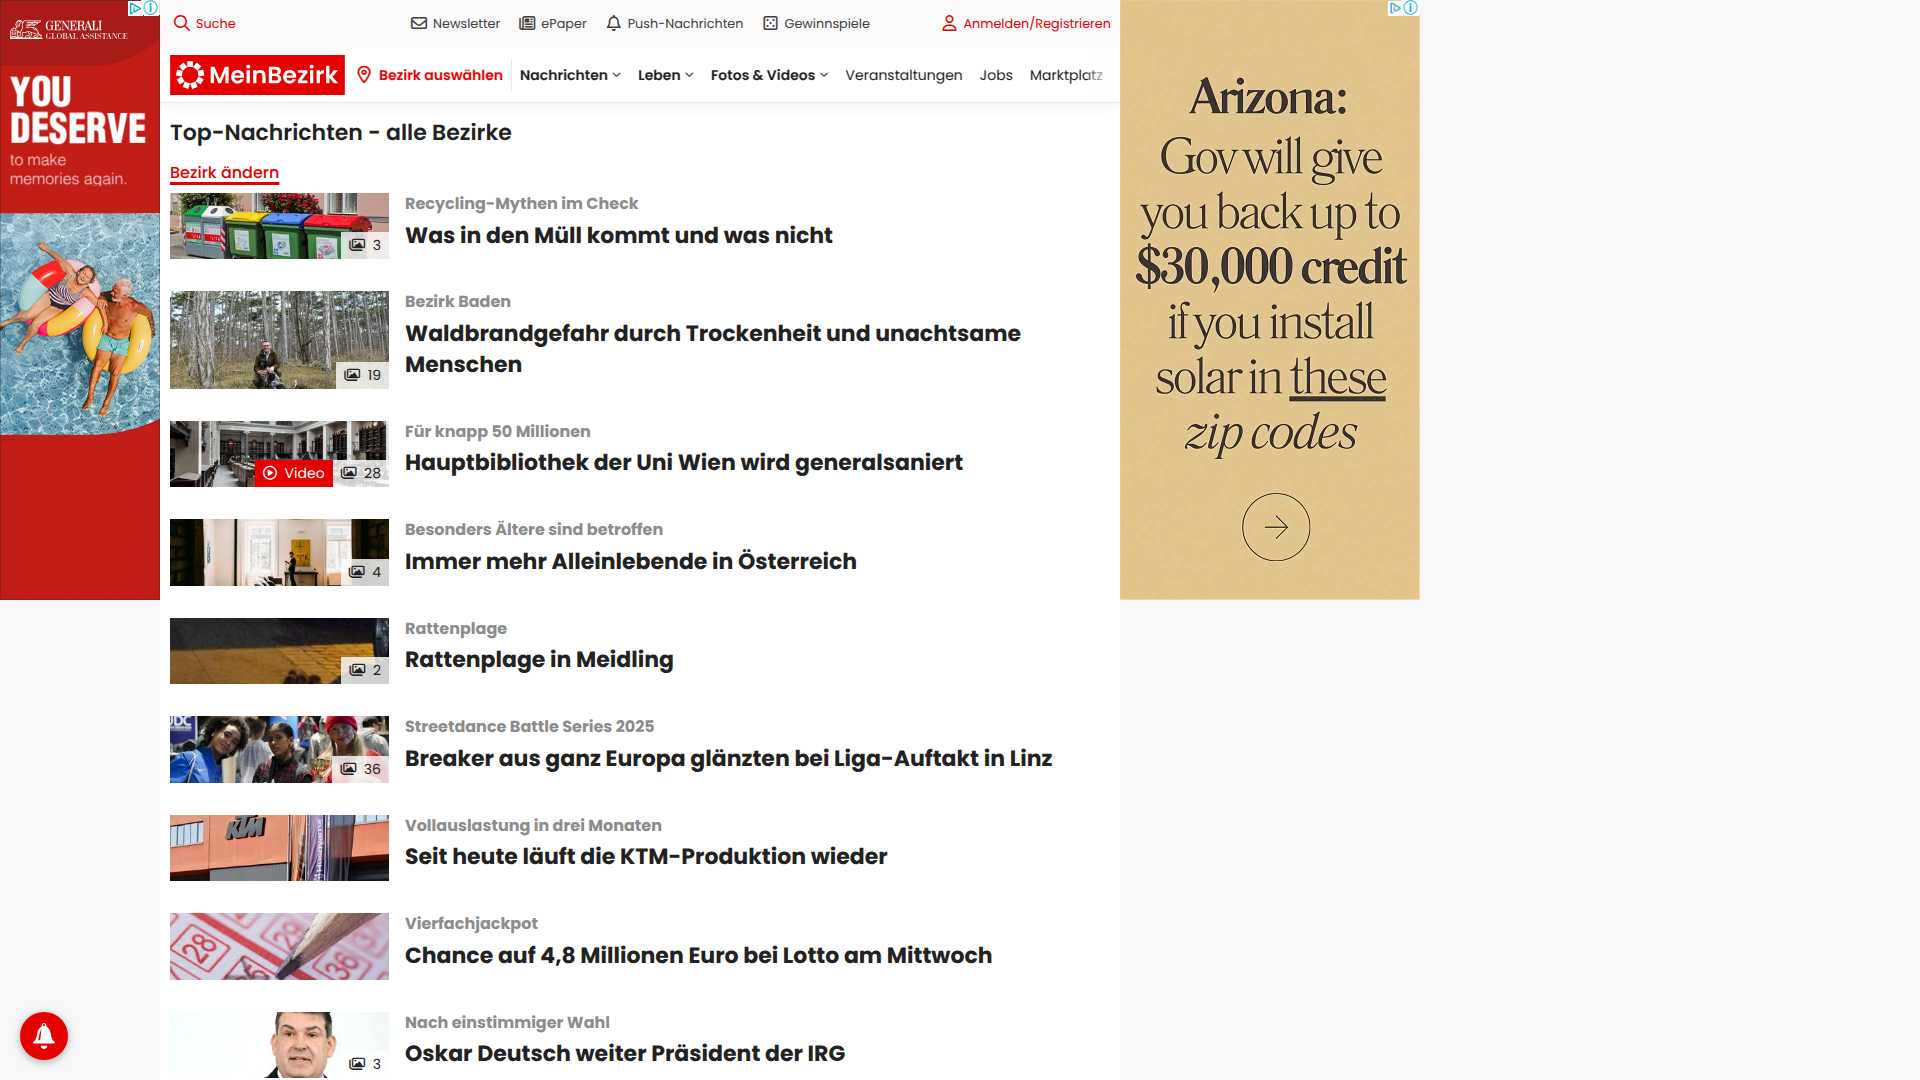 GENERALI
GLOBAL ASSISTANCE
YOU
DESERVE
to make
memories again.
Suche
Newsletter
ePaper
Push-Nachrichten
Gewinnspiele
Anmelden/Registrieren
MeinBezirk
Bezirk auswählen
Nachrichten
Leben
Fotos & Videos
Veranstaltungen
Jobs
Marktplatz
Top-Nachrichten - alle Bezirke
Bezirk ändern
3
Recycling-Mythen im Check
Was in den Müll kommt und was nicht
19
Bezirk Baden
Waldbrandgefahr durch Trockenheit und unachtsame
Menschen
Video 28
Für knapp 50 Millionen
Hauptbibliothek der Uni Wien wird generalsaniert
4
Besonders Ältere sind betroffen
Immer mehr Alleinlebende in Österreich
2
Rattenplage
Rattenplage in Meidling
36
Streetdance Battle Series 2025
Breaker aus ganz Europa glänzten bei Liga-Auftakt in Linz
KTM
Vollauslastung in drei Monaten
Seit heute läuft die KTM-Produktion wieder
28
29
36
Vierfachjackpot
Chance auf 4,8 Millionen Euro bei Lotto am Mittwoch
3
Nach einstimmiger Wahl
Oskar Deutsch weiter Präsident der IRG
Arizona:
Gov will give
you back up to
$30,000 credit
if you install
solar in these
zip codes